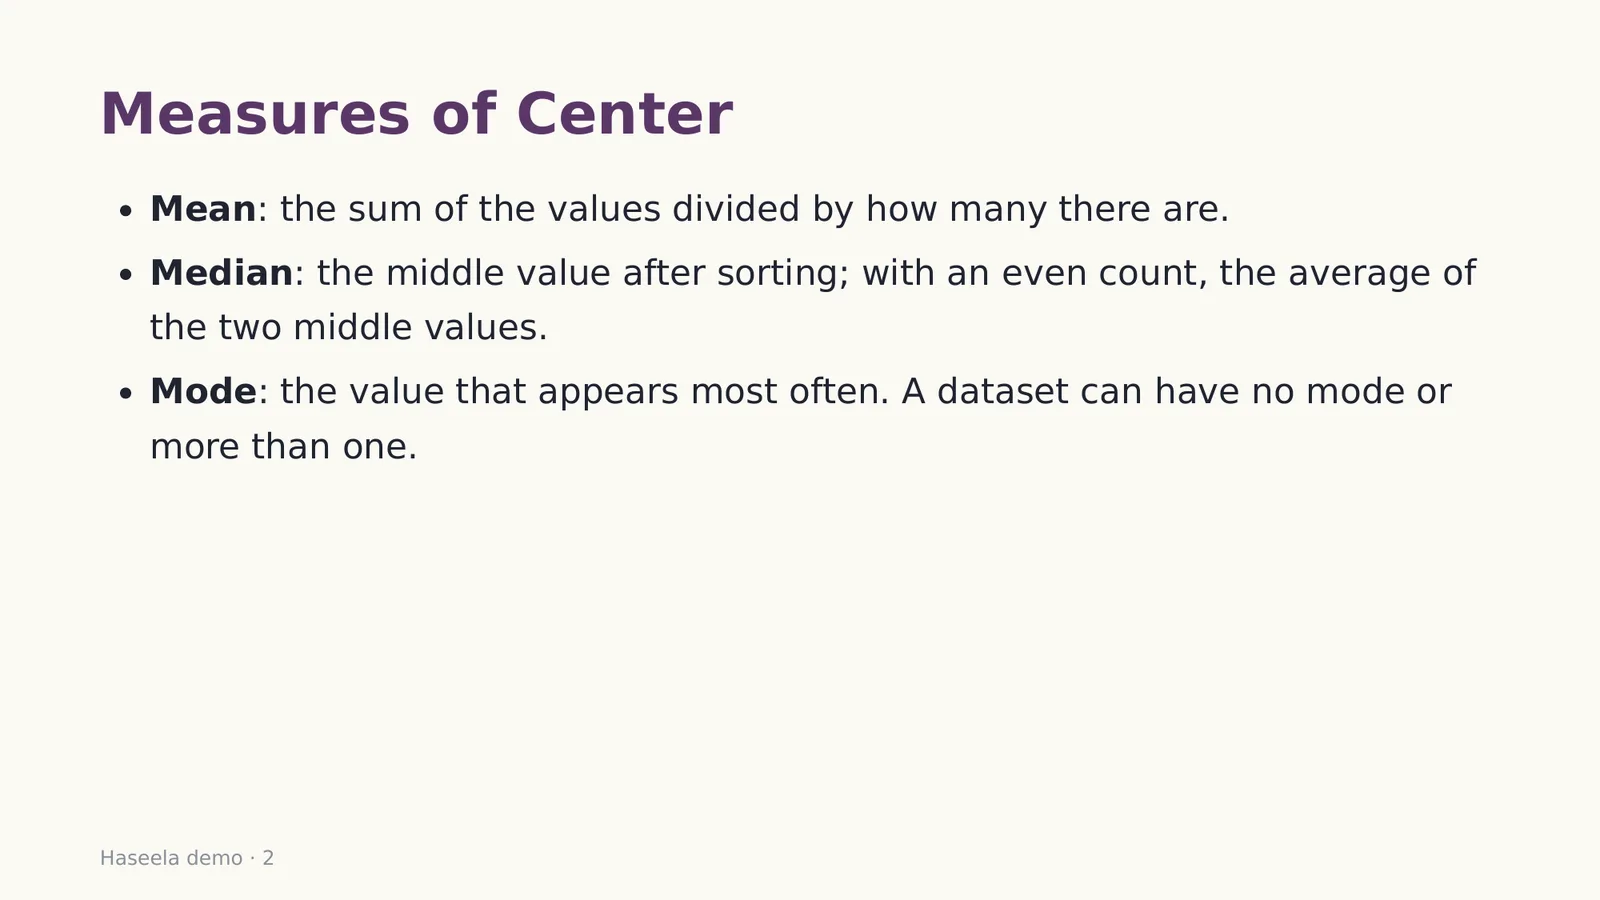 Measures of Center
• Mean: the sum of the values divided by how many there are.
• Median: the middle value after sorting; with an even count, the average of
the two middle values.
• Mode: the value that appears most often. A dataset can have no mode or
more than one.
Haseela demo · 2